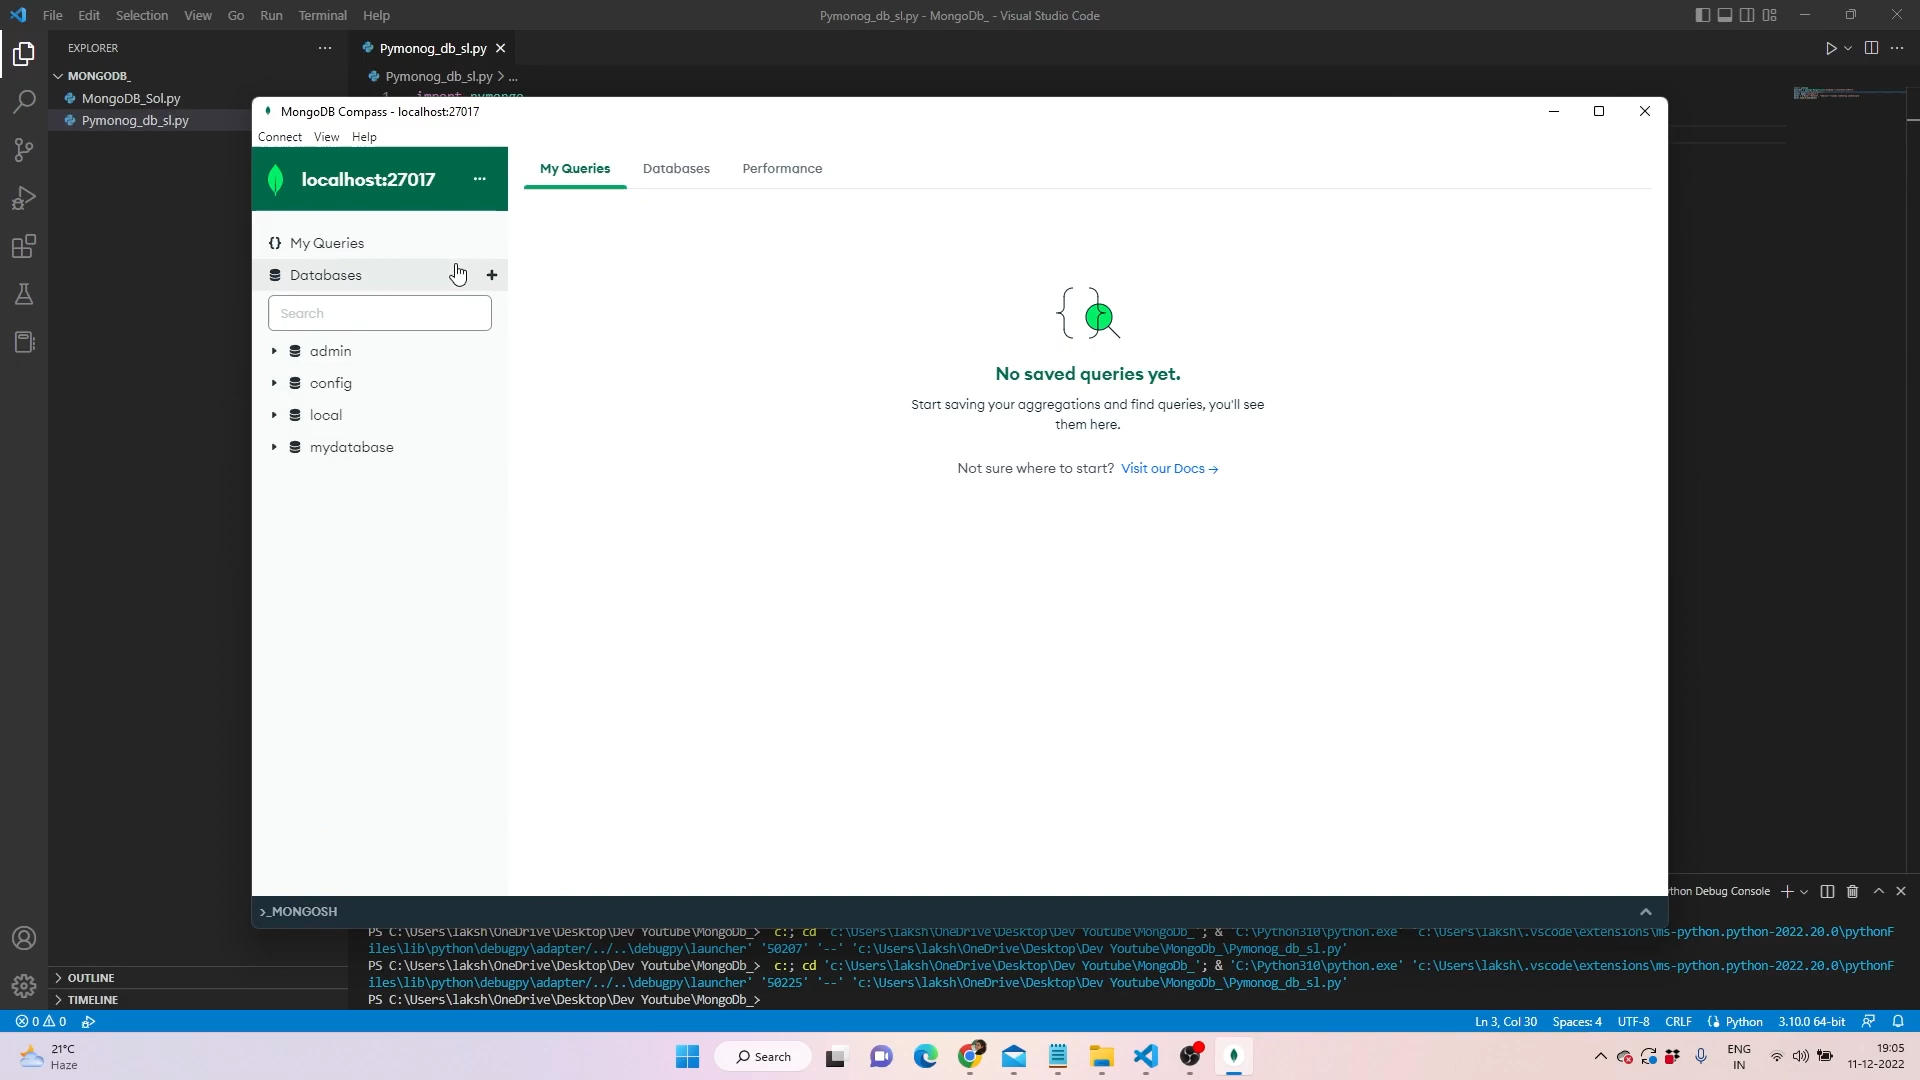 File Edit Selection View Go Run Terminal Help
Pymonog_db_sl.py - MongoDb_ - Visual Studio Code
EXPLORER
MONGODB_
MongoDB_Sol.py
Pymonog_db_sl.py
Pymonog_db_sl.py
Pymonog_db_sl.py > ...
1 import pymongo
MongoDB Compass - localhost:27017
Connect View Help
localhost:27017
My Queries
Databases
Search
admin
config
local
mydatabase
My Queries Databases Performance
No saved queries yet.
Start saving your aggregations and find queries, you'll see
them here.
Not sure where to start? Visit our Docs →
>_MONGOSH
thon Debug Console
PS C:\Users\laksh\OneDrive\Desktop\Dev Youtube\MongoDb_> c:; cd 'c:\Users\laksh\OneDrive\Desktop\Dev Youtube\MongoDb_'; & 'C:\Python310\python.exe' 'c:\Users\laksh\.vscode\extensions\ms-python.python-2022.20.0\pythonF
iles\lib\python\debugpy\adapter/../..\debugpy\launcher' '50207' '--' 'c:\Users\laksh\OneDrive\Desktop\Dev Youtube\MongoDb_\Pymonog_db_sl.py'
PS C:\Users\laksh\OneDrive\Desktop\Dev Youtube\MongoDb_> c:; cd 'c:\Users\laksh\OneDrive\Desktop\Dev Youtube\MongoDb_'; & 'C:\Python310\python.exe' 'c:\Users\laksh\.vscode\extensions\ms-python.python-2022.20.0\pythonF
iles\lib\python\debugpy\adapter/../..\debugpy\launcher' '50225' '--' 'c:\Users\laksh\OneDrive\Desktop\Dev Youtube\MongoDb_\Pymonog_db_sl.py'
PS C:\Users\laksh\OneDrive\Desktop\Dev Youtube\MongoDb_>
OUTLINE
TIMELINE
0 0
Ln 3, Col 30 Spaces: 4 UTF-8 CRLF Python 3.10.0 64-bit
21°C
Haze
Search
ENG
IN
19:05
11-12-2022